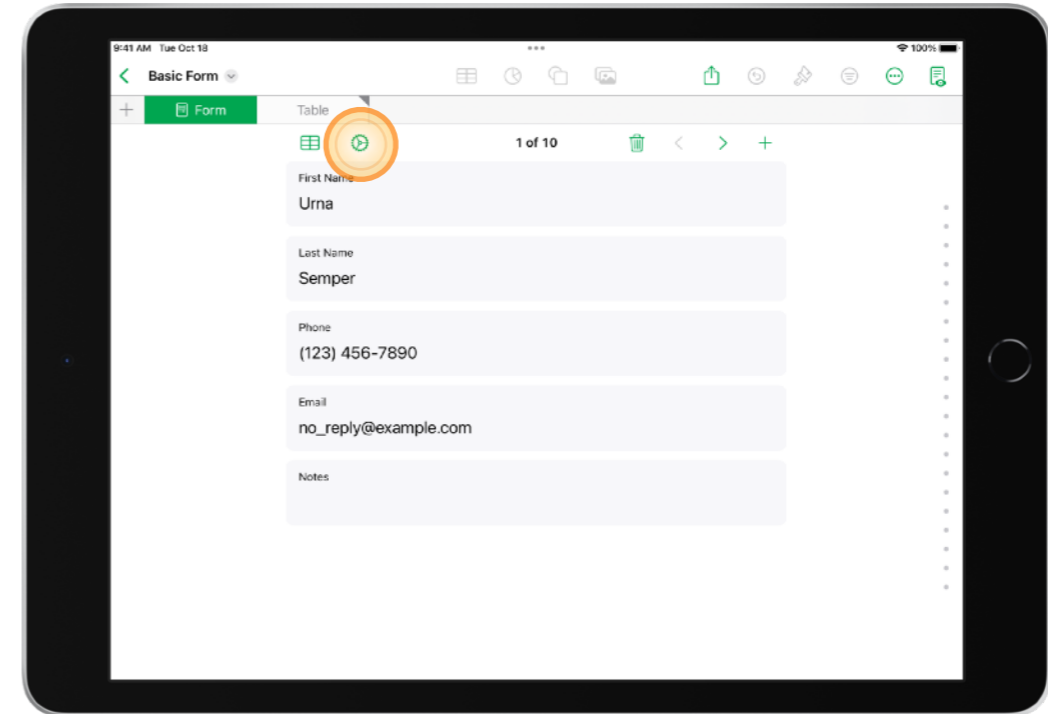 9:41 AM Tue Oct 18 100%
Basic Form
Form Table
1 of 10
First Name
Urna
Last Name
Semper
Phone
(123) 456-7890
Email
no_reply@example.com
Notes